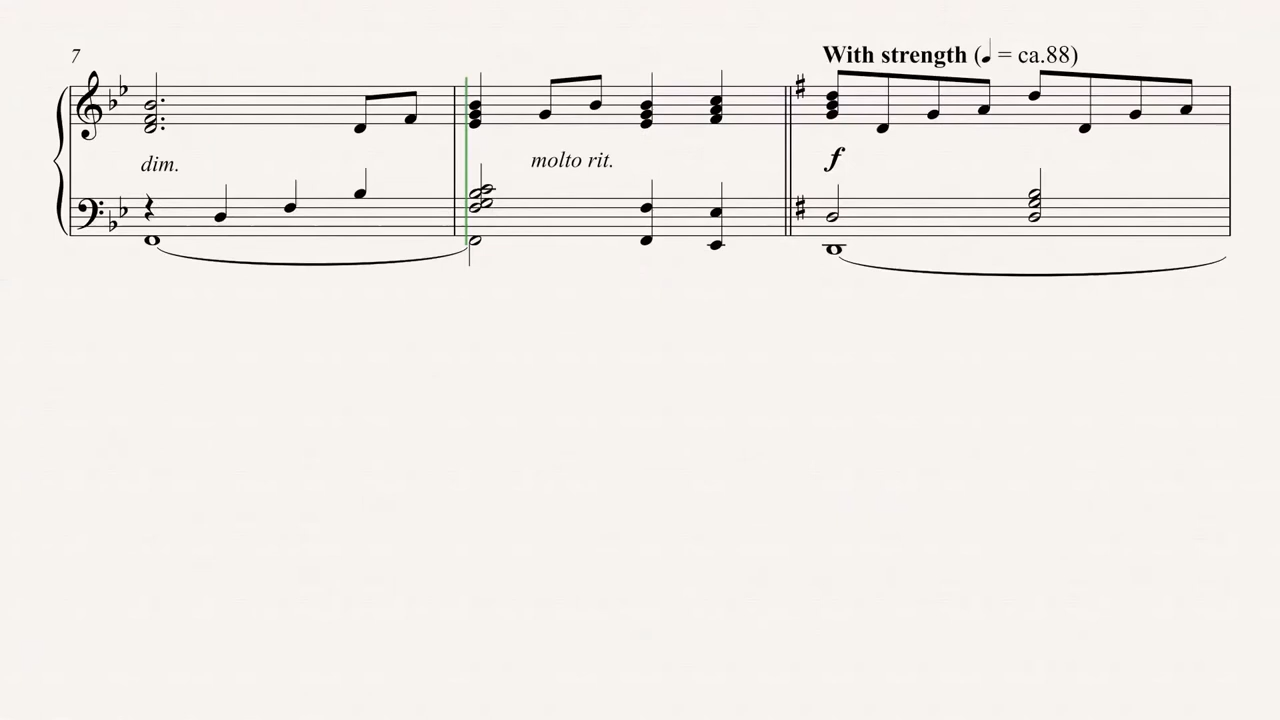 7
With strength (♩ = ca.88)
dim.
molto rit.
f